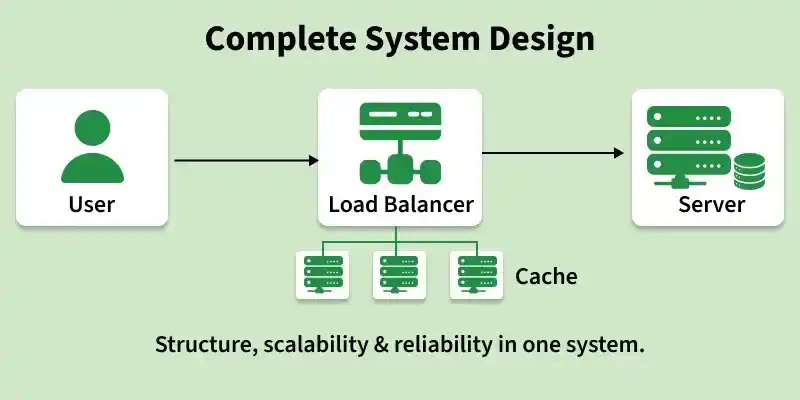 Complete System Design
User
Load Balancer
Server
Cache
Structure, scalability & reliability in one system.